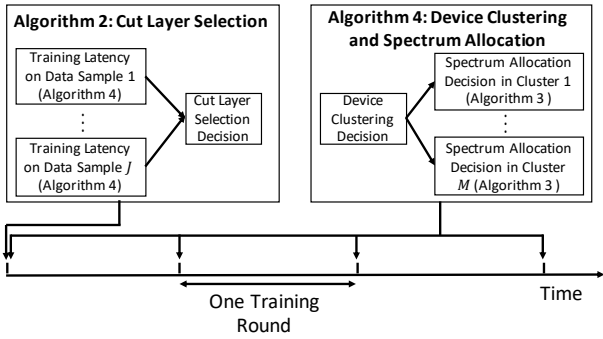 Algorithm 2: Cut Layer Selection
Training Latency
on Data Sample 1
(Algorithm 4)
⋮
Training Latency
on Data Sample J
(Algorithm 4)
Cut Layer
Selection
Decision
Algorithm 4: Device Clustering
and Spectrum Allocation
Device
Clustering
Decision
Spectrum Allocation
Decision in Cluster 1
(Algorithm 3 )
⋮
Spectrum Allocation
Decision in Cluster
M (Algorithm 3 )
One Training
Round
Time